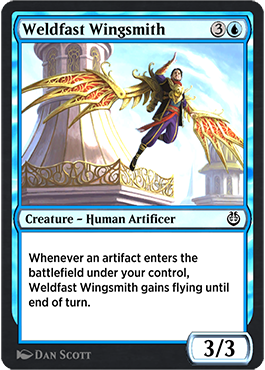 Weldfast Wingsmith 3
Creature – Human Artificer
Whenever an artifact enters the
battlefield under your control,
Weldfast Wingsmith gains flying until
end of turn.
3/3
DAN SCOTT